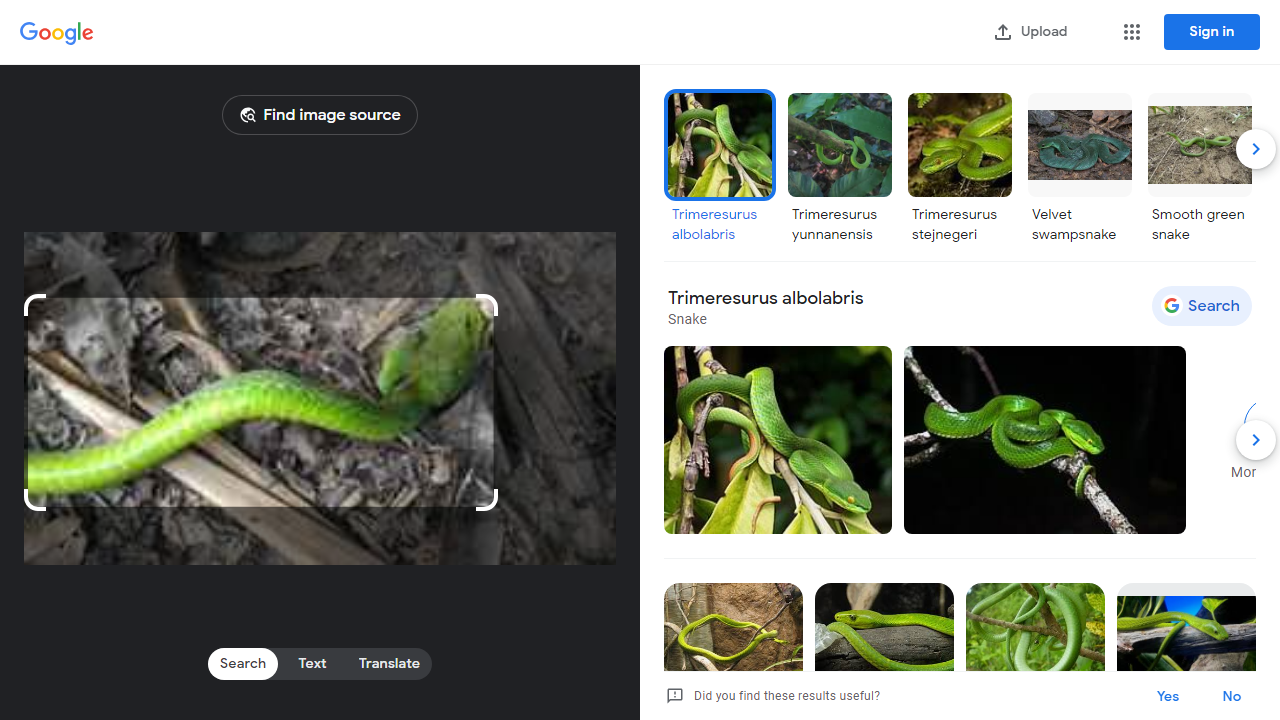 Google
Upload
Sign in
Find image source
Trimeresurus
albolabris
Trimeresurus
yunnanensis
Trimeresurus
stejnegeri
Velvet
swampsnake
Smooth green
snake
Trimeresurus albolabris
Snake
Search
Mor
Search
Text
Translate
Did you find these results useful?
Yes
No